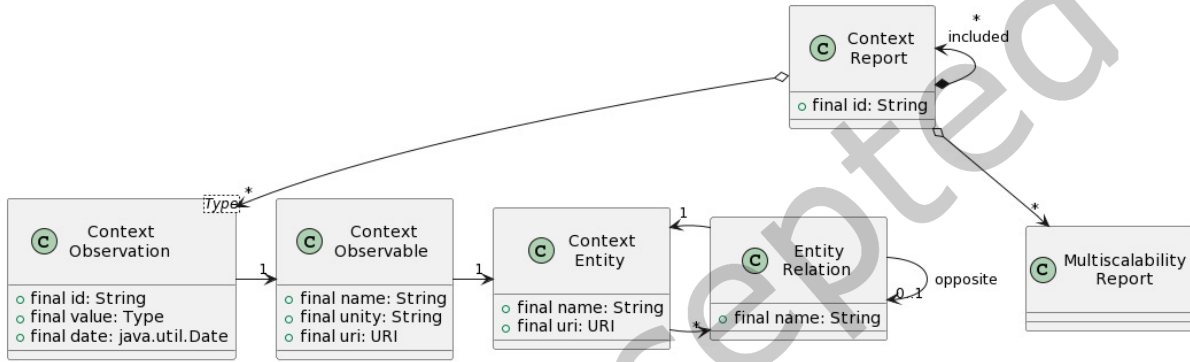 *
included
C
Context
Report
final id: String
*
Type
*
C
Context
Observation
final id: String
final value: Type
final date: java.util.Date
1
C
Context
Observable
final name: String
final unity: String
final uri: URI
1
C
Context
Entity
final name: String
final uri: URI
1
*
C
Entity
Relation
final name: String
opposite
0..1
C
Multiscalability
Report
cepted